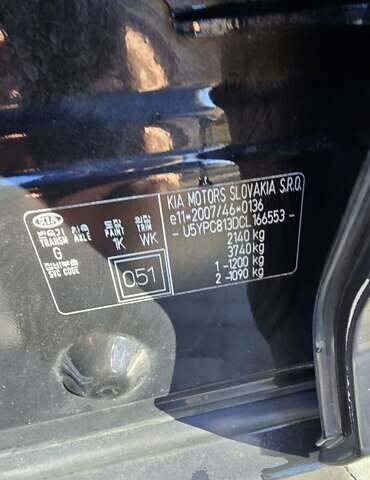 KIA MOTORS SLOVAKIA S.R.O.
e11*2007/46*0136
- U5YPC813DCL166553 -
2140 kg
3740 kg
1 -1200 kg
2 -1090 kg
KIA
TRANSM AXLE PAINT TRIM
G 1K WK
SVC CODE
051